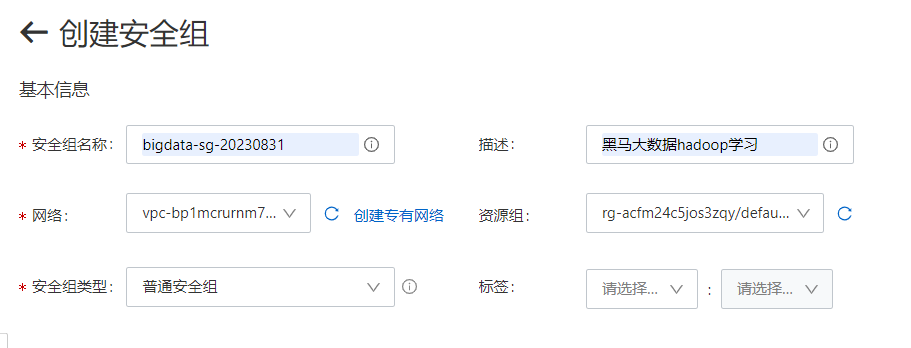 创建安全组
基本信息
* 安全组名称： bigdata-sg-20230831 描述： 黑马大数据hadoop学习
* 网络： vpc-bp1mcrurnm7... 创建专有网络 资源组： rg-acfm24c5jos3zqy/defau...
* 安全组类型： 普通安全组 标签： 请选择... : 请选择...